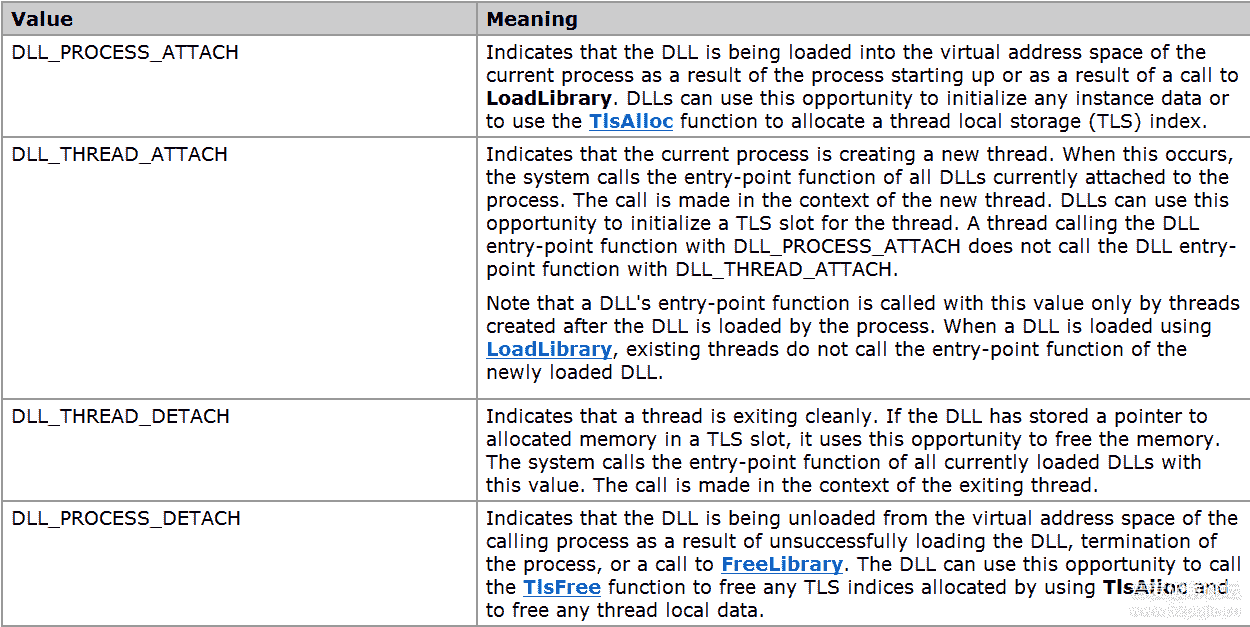 Value Meaning
DLL_PROCESS_ATTACH
Indicates that the DLL is being loaded into the virtual address space of the
current process as a result of the process starting up or as a result of a call to
LoadLibrary. DLLs can use this opportunity to initialize any instance data or
to use the TlsAlloc function to allocate a thread local storage (TLS) index.
DLL_THREAD_ATTACH
Indicates that the current process is creating a new thread. When this occurs,
the system calls the entry-point function of all DLLs currently attached to the
process. The call is made in the context of the new thread. DLLs can use this
opportunity to initialize a TLS slot for the thread. A thread calling the DLL
entry-point function with DLL_PROCESS_ATTACH does not call the DLL entry-
point function with DLL_THREAD_ATTACH.
Note that a DLL's entry-point function is called with this value only by threads
created after the DLL is loaded by the process. When a DLL is loaded using
LoadLibrary, existing threads do not call the entry-point function of the
newly loaded DLL.
DLL_THREAD_DETACH
Indicates that a thread is exiting cleanly. If the DLL has stored a pointer to
allocated memory in a TLS slot, it uses this opportunity to free the memory.
The system calls the entry-point function of all currently loaded DLLs with
this value. The call is made in the context of the exiting thread.
DLL_PROCESS_DETACH
Indicates that the DLL is being unloaded from the virtual address space of the
calling process as a result of unsuccessfully loading the DLL, termination of
the process, or a call to FreeLibrary. The DLL can use this opportunity to call
the TlsFree function to free any TLS indices allocated by using TlsAlloc and
to free any thread local data.